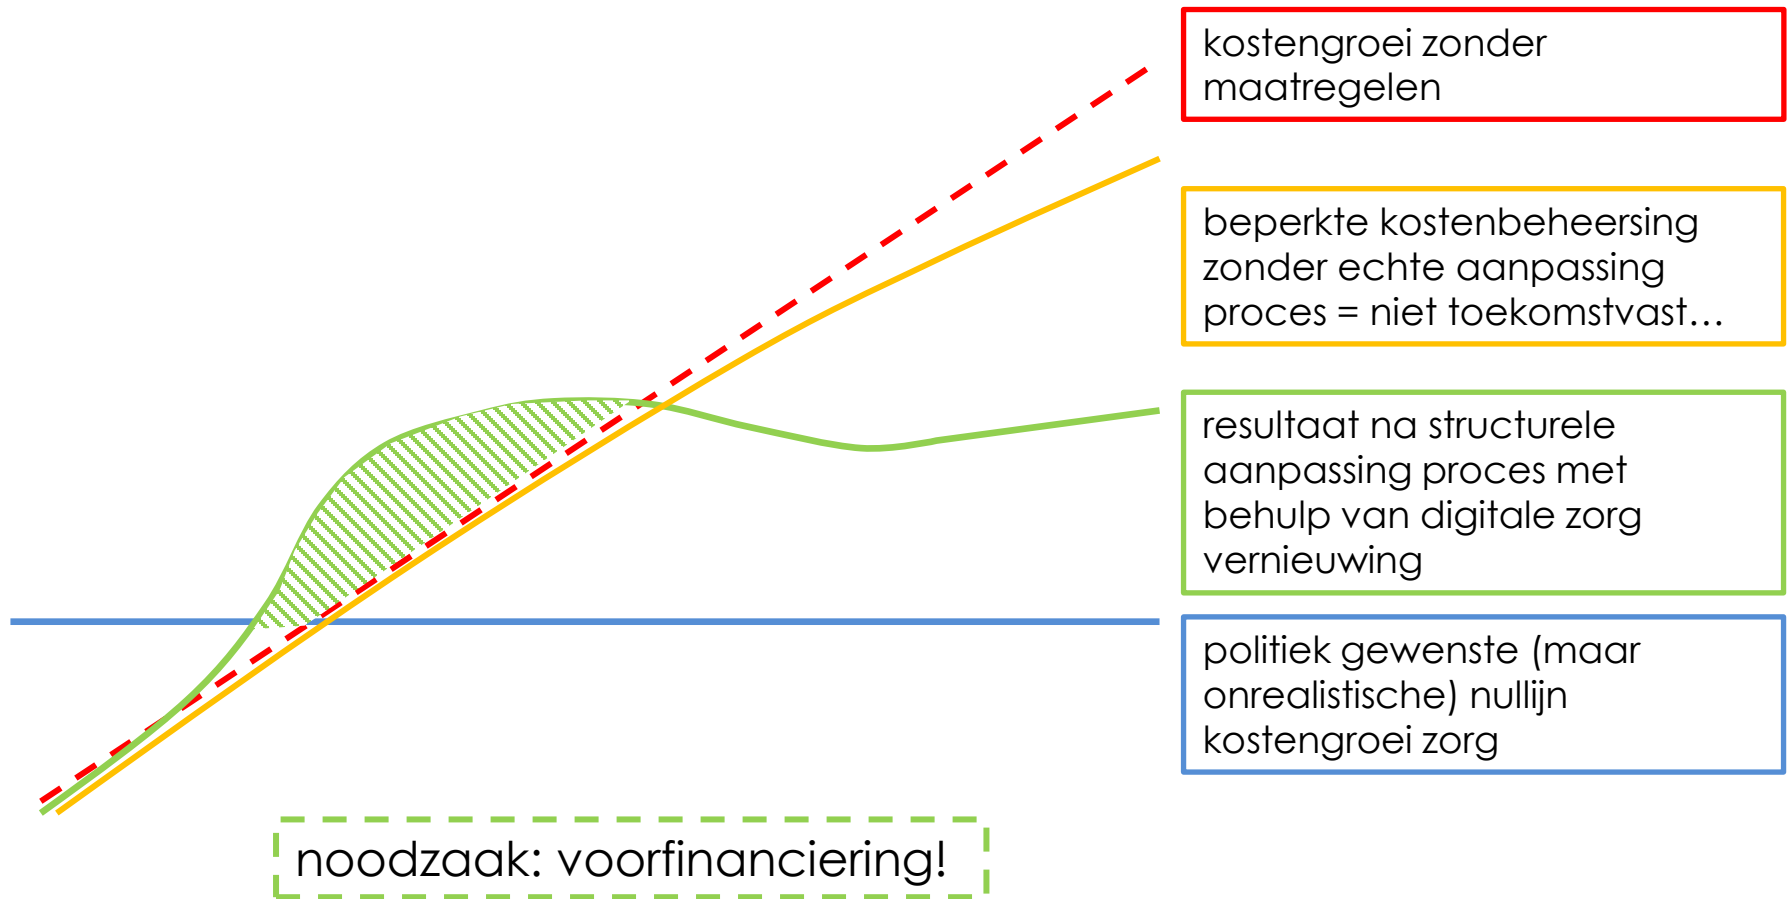 kostengroei zonder
maatregelen
beperkte kostenbeheersing
zonder echte aanpassing
proces = niet toekomstvast…
resultaat na structurele
aanpassing proces met
behulp van digitale zorg
vernieuwing
politiek gewenste (maar
onrealistische) nullijn
kostengroei zorg
noodzaak: voorfinanciering!